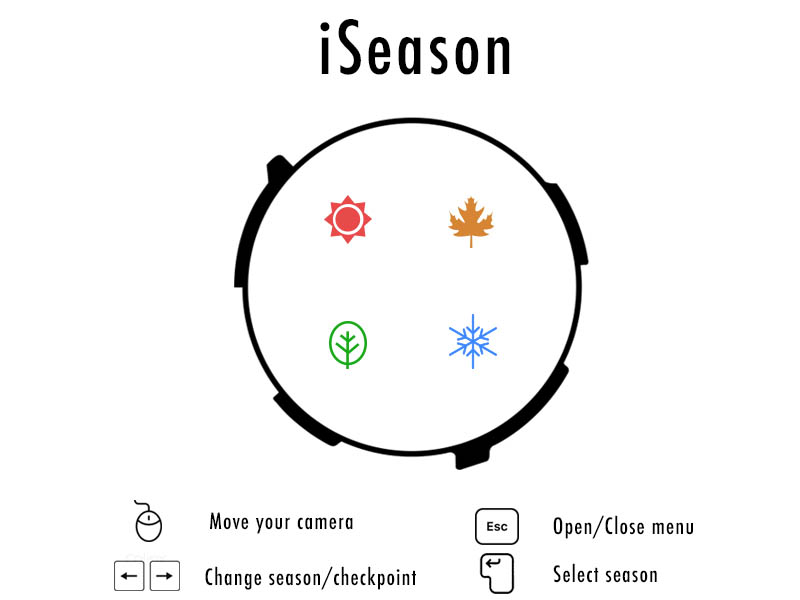 iSeason
Move your camera
Esc
Open/Close menu
Change season/checkpoint
Select season